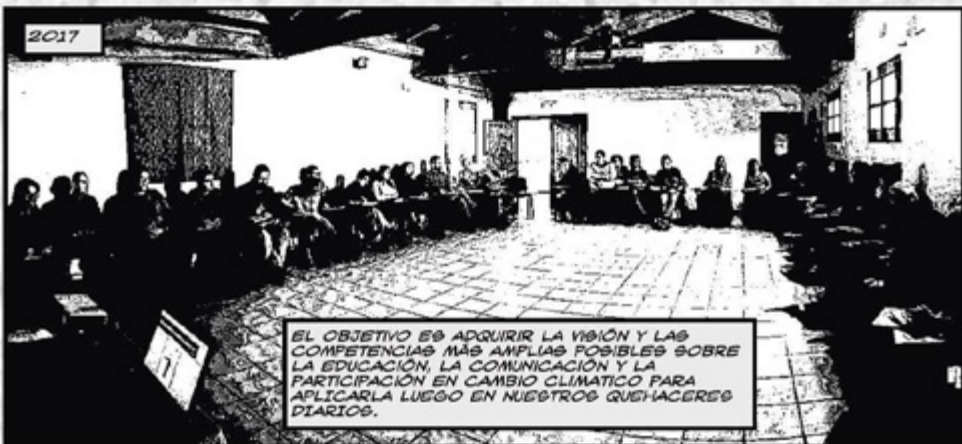 2017
EL OBJETIVO ES ADQUIRIR LA VISIÓN Y LAS
COMPETENCIAS MÁS AMPLIAS POSIBLES SOBRE
LA EDUCACIÓN, LA COMUNICACIÓN Y LA
PARTICIPACIÓN EN CAMBIO CLIMATICO PARA
APLICARLA LUEGO EN NUESTROS QUEHACERES
DIARIOS.